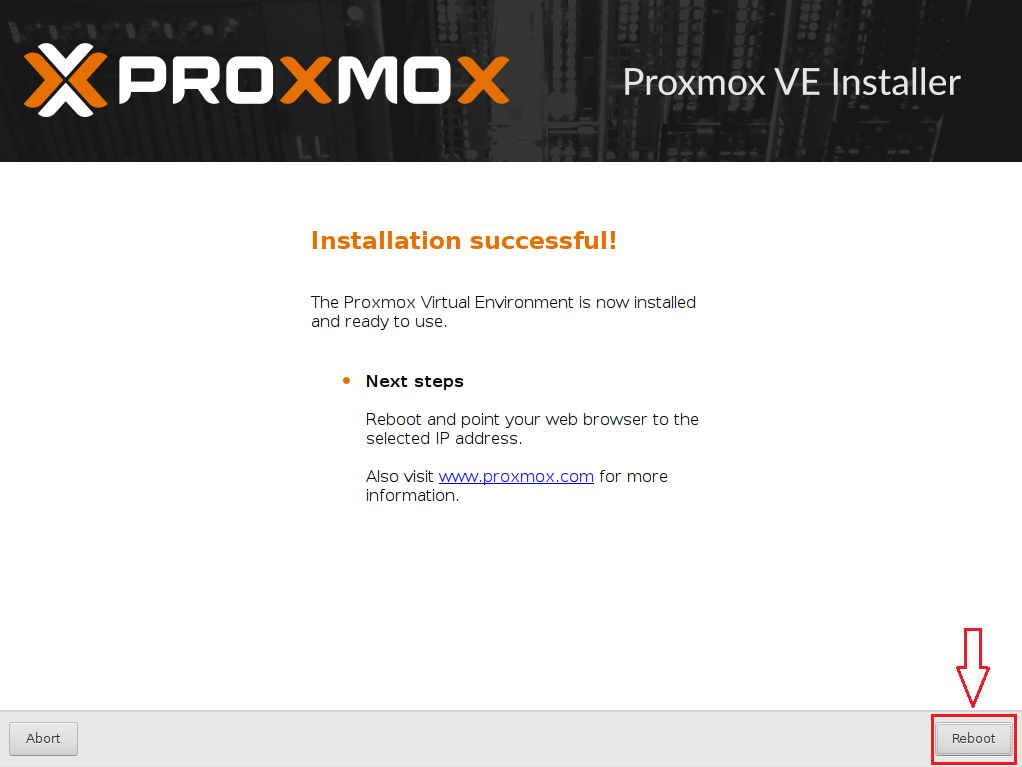 PROXMOX
Proxmox VE Installer
Installation successful!
The Proxmox Virtual Environment is now installed
and ready to use.
Next steps
Reboot and point your web browser to the
selected IP address.
Also visit www.proxmox.com for more
information.
Abort
Reboot